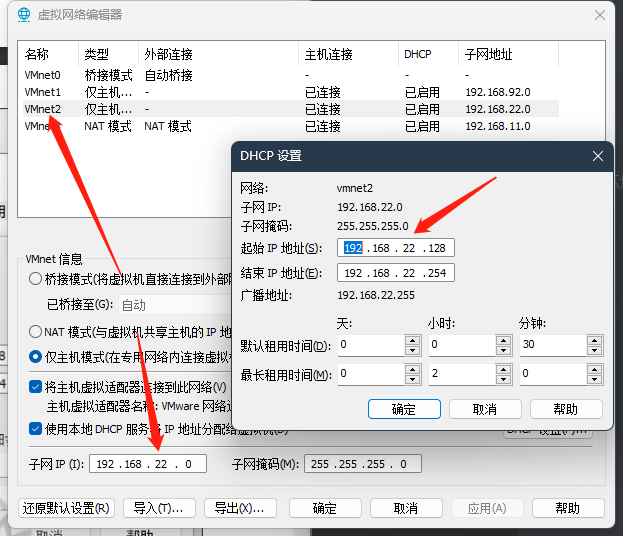 虚拟网络编辑器
名称 类型 外部连接 主机连接 DHCP 子网地址
VMnet0 桥接模式 自动桥接 - - -
VMnet1 仅主机... - 已连接 已启用 192.168.92.0
VMnet2 仅主机... - 已连接 已启用 192.168.22.0
VMne NAT 模式 NAT 模式 已连接 已启用 192.168.11.0
DHCP 设置
网络: vmnet2
子网 IP: 192.168.22.0
子网掩码: 255.255.255.0
起始 IP 地址(S): 192 .168 . 22 .128
结束 IP 地址(E): 192 .168 . 22 .254
广播地址: 192.168.22.255
天: 小时: 分钟:
默认租用时间(D): 0 0 30
最长租用时间(M): 0 2 0
确定 取消 帮助
VMnet 信息
桥接模式(将虚拟机直接连接到外部
已桥接至(G): 自动
NAT 模式(与虚拟机共享主机的 IP 地
仅主机模式(在专用网络内连接虚拟
将主机虚拟适配器连接到此网络(V)
主机虚拟适配器名称: VMware 网络
使用本地 DHCP 服务将 IP 地址分配给虚拟机(D)
DHCP 设置(P)...
子网 IP (I): 192 .168 . 22 . 0 子网掩码(M): 255 .255 .255 . 0
还原默认设置(R) 导入(T)... 导出(X)... 确定 取消 应用(A) 帮助
取消 帮助